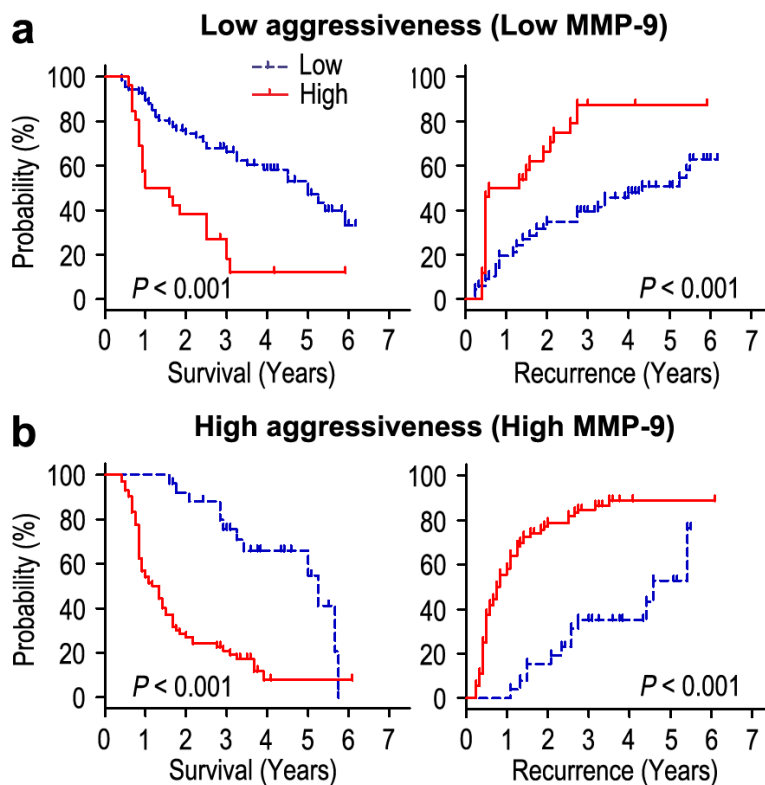 a Low aggressiveness (Low MMP-9)
Low
High
Probability (%)
100
80
60
40
20
0
P < 0.001
0 1 2 3 4 5 6 7
Survival (Years)
100
80
60
40
20
0
P < 0.001
0 1 2 3 4 5 6 7
Recurrence (Years)
b High aggressiveness (High MMP-9)
Probability (%)
100
80
60
40
20
0
P < 0.001
0 1 2 3 4 5 6 7
Survival (Years)
100
80
60
40
20
0
P < 0.001
0 1 2 3 4 5 6 7
Recurrence (Years)